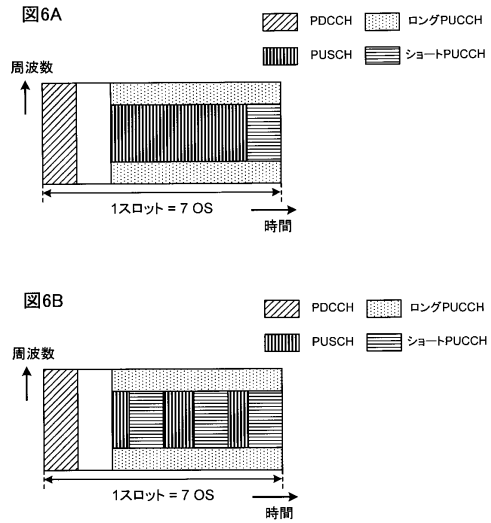 図6A
PDCCH
ロングPUCCH
PUSCH
ショートPUCCH
周波数
1スロット = 7 OS
時間
図6B
PDCCH
ロングPUCCH
PUSCH
ショートPUCCH
周波数
1スロット = 7 OS
時間